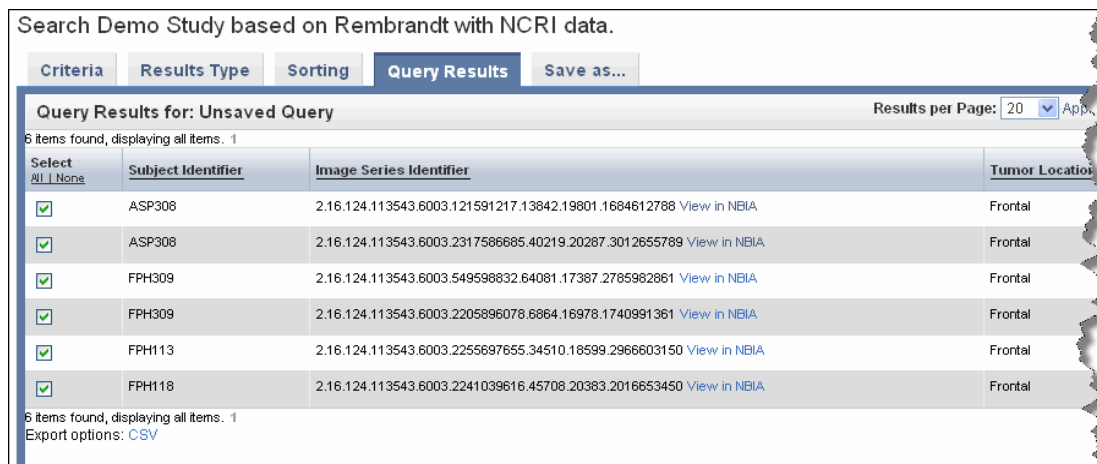 Search Demo Study based on Rembrandt with NCRI data.
Criteria Results Type Sorting Query Results Save as...
Query Results for: Unsaved Query Results per Page: 20
6 items found, displaying all items. 1
Select Subject Identifier Image Series Identifier Tumor Location
All | None
ASP308 2.16.124.113543.6003.121591217.13842.19801.1684612788 View in NBIA Frontal
ASP308 2.16.124.113543.6003.2317586685.40219.20287.3012655789 View in NBIA Frontal
FPH309 2.16.124.113543.6003.549598832.64081.17387.2785982861 View in NBIA Frontal
FPH309 2.16.124.113543.6003.2205896078.6864.16978.1740991361 View in NBIA Frontal
FPH113 2.16.124.113543.6003.2255697655.34510.18599.2966603150 View in NBIA Frontal
FPH118 2.16.124.113543.6003.2241039616.45708.20383.2016653450 View in NBIA Frontal
6 items found, displaying all items. 1
Export options: CSV